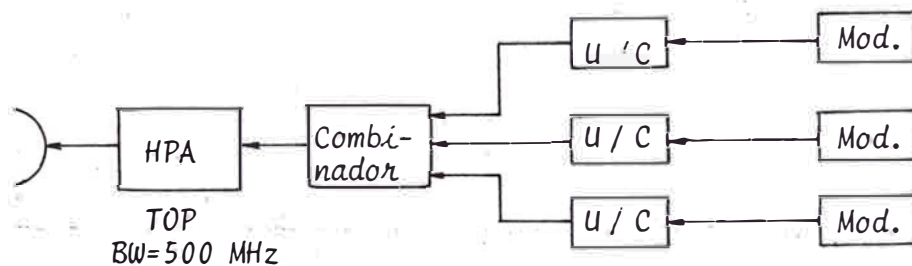 U / C
Mod.
HPA
Combi-
nador
U / C
Mod.
TOP
BW=500 MHz
U / C
Mod.